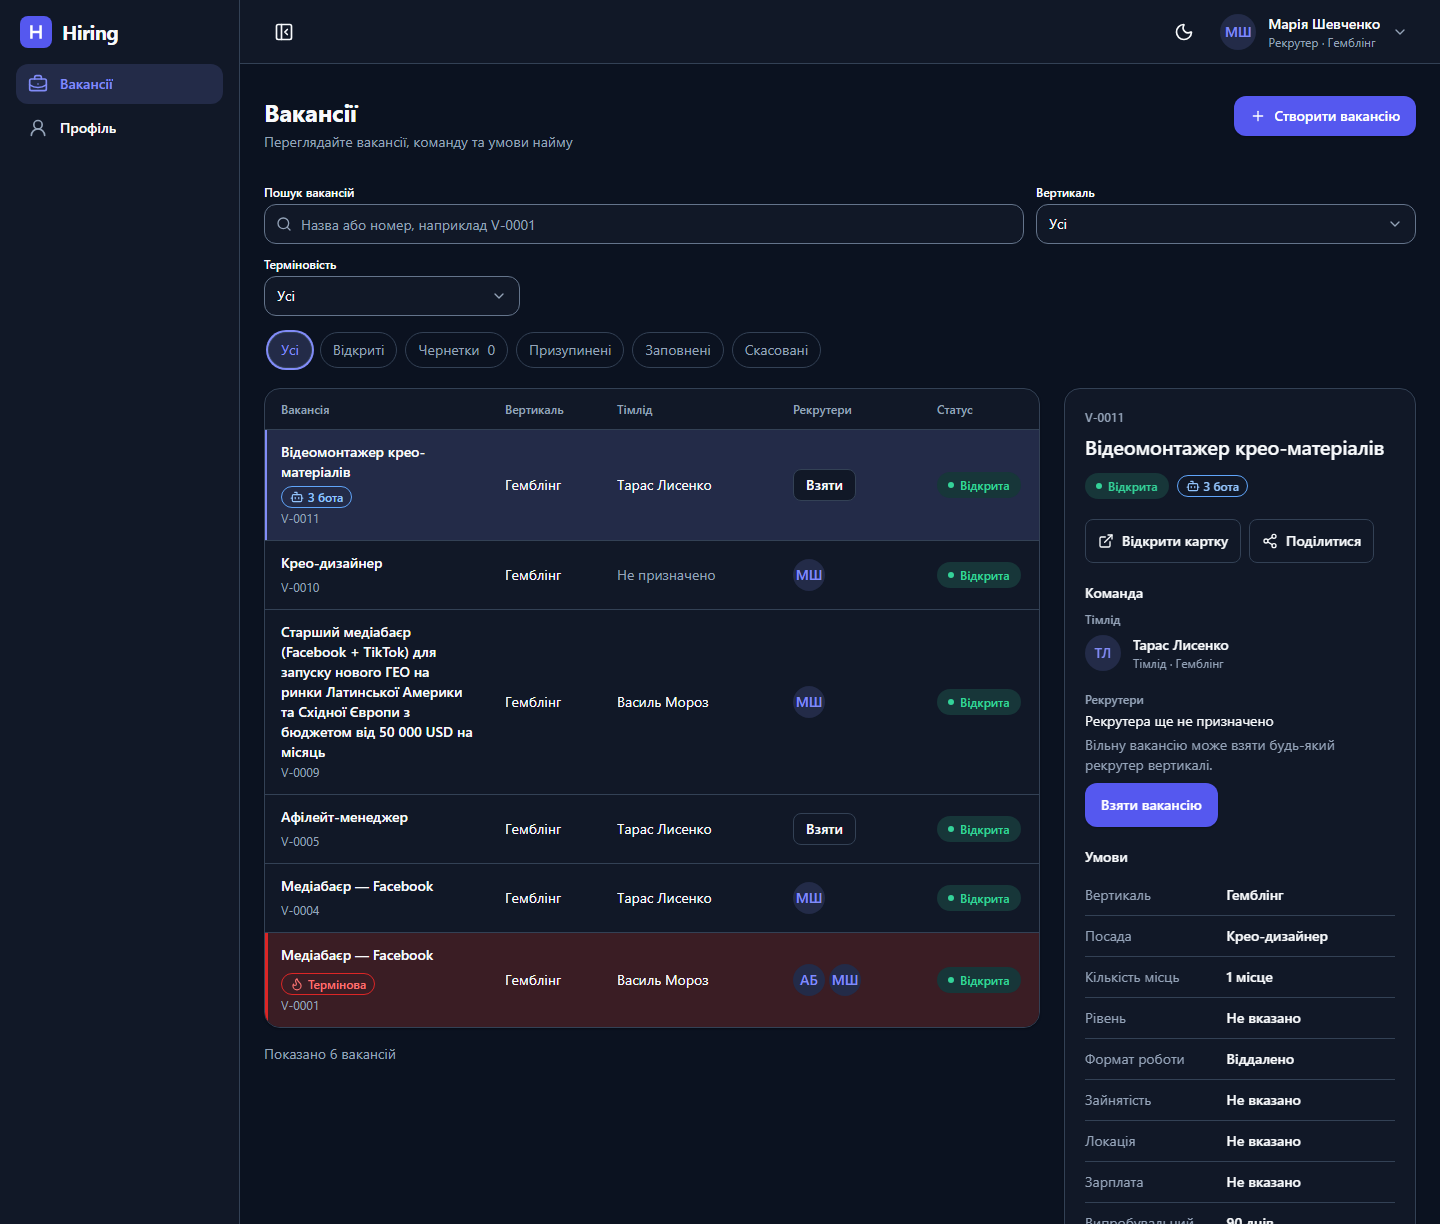 H Hiring
Вакансії
Профіль
МШ
Марія Шевченко
Рекрутер · Гемблінг
Вакансії
Переглядайте вакансії, команду та умови найму
Створити вакансію
Пошук вакансій
Назва або номер, наприклад V-0001
Вертикаль
Усі
Терміновість
Усі
Усі
Відкриті
Чернетки 0
Призупинені
Заповнені
Скасовані
Вакансія Вертикаль Тімлід Рекрутери Статус
Відеомонтажер крео-
матеріалів
З бота
V-0011
Гемблінг
Тарас Лисенко
Взяти
Відкрита
Крео-дизайнер
V-0010
Гемблінг
Не призначено
МШ
Відкрита
Старший медіабаєр
(Facebook + TikTok) для
запуску нового ГЕО на
ринки Латинської Америки
та Східної Європи з
бюджетом від 50 000 USD на
місяць
V-0009
Гемблінг
Василь Мороз
МШ
Відкрита
Афілейт-менеджер
V-0005
Гемблінг
Тарас Лисенко
Взяти
Відкрита
Медіабаєр — Facebook
V-0004
Гемблінг
Тарас Лисенко
МШ
Відкрита
Медіабаєр — Facebook
Термінова
V-0001
Гемблінг
Василь Мороз
АБ МШ
Відкрита
Показано 6 вакансій
V-0011
Відеомонтажер крео-матеріалів
Відкрита
З бота
Відкрити картку
Поділитися
Команда
Тімлід
ТЛ
Тарас Лисенко
Тімлід · Гемблінг
Рекрутери
Рекрутера ще не призначено
Вільну вакансію може взяти будь-який
рекрутер вертикалі.
Взяти вакансію
Умови
Вертикаль Гемблінг
Посада Крео-дизайнер
Кількість місць 1 місце
Рівень Не вказано
Формат роботи Віддалено
Зайнятість Не вказано
Локація Не вказано
Зарплата Не вказано
Випробувальний 90 днів